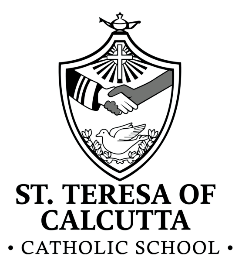 ST. TERESA OF
CALCUTTA
• CATHOLIC SCHOOL •